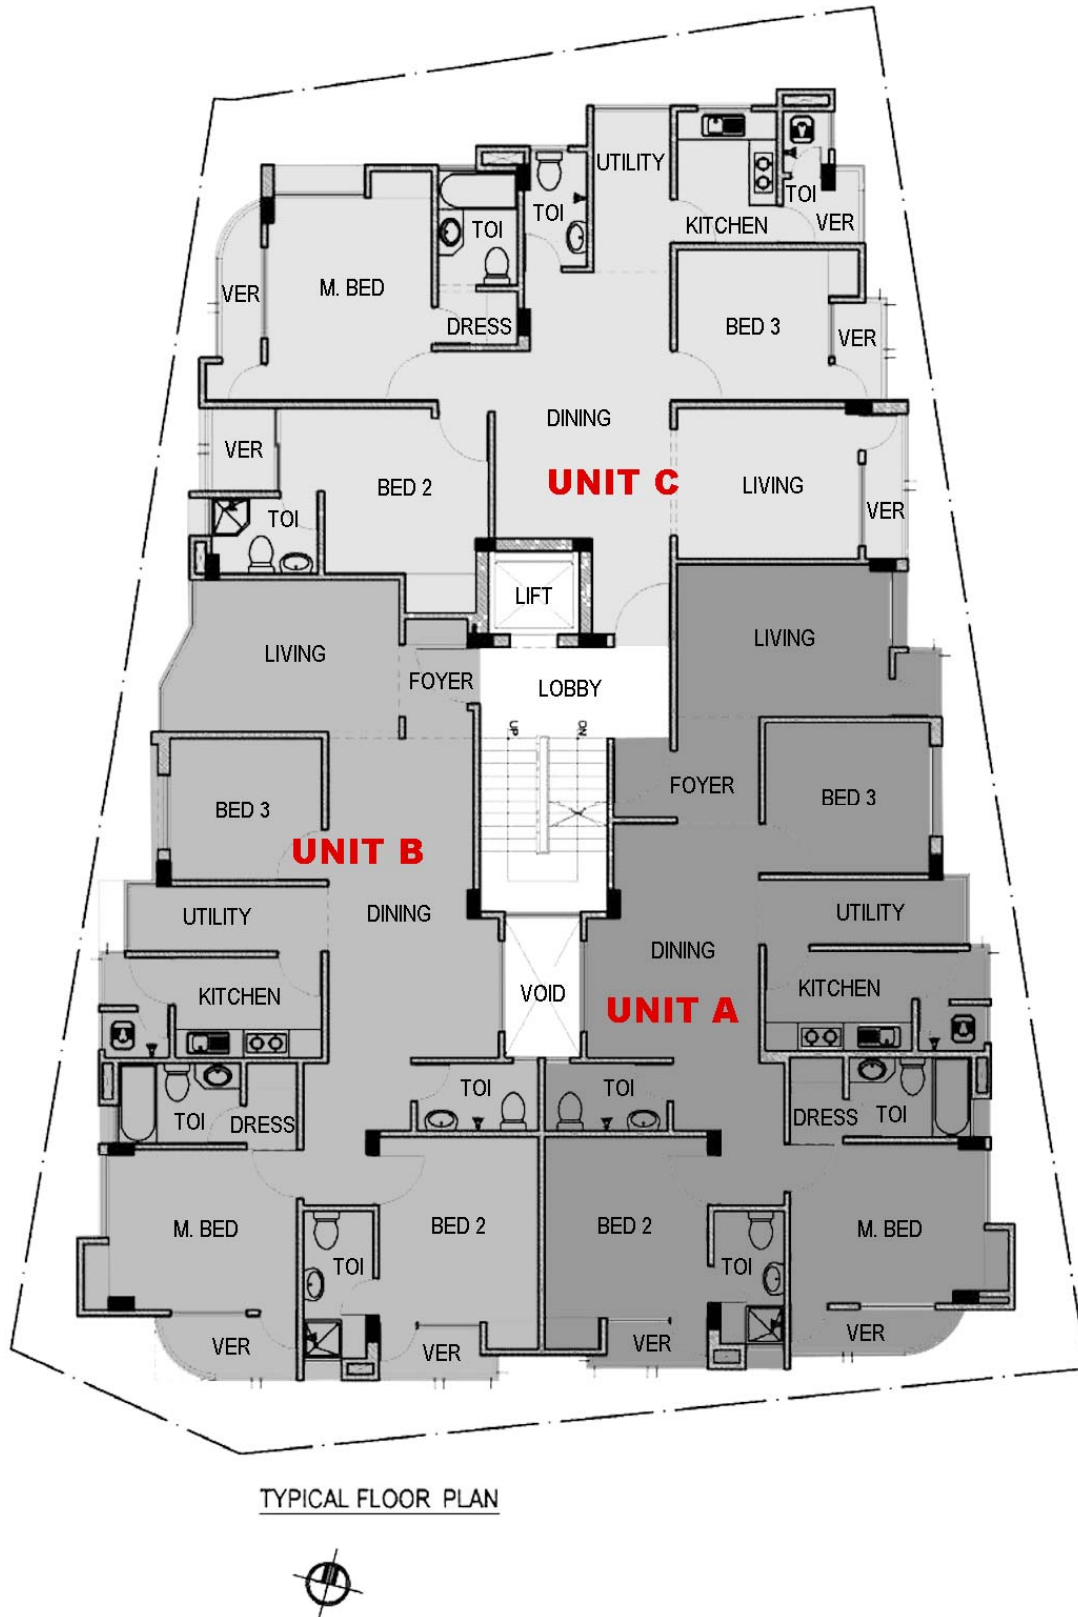 UTILITY
TOI
TOI
TOI
KITCHEN
VER
M. BED
VER
DRESS
BED 3
VER
DINING
VER
BED 2
UNIT C
LIVING
VER
TOI
LIFT
LIVING
LIVING
FOYER
LOBBY
UP
DN
FOYER
BED 3
BED 3
UNIT B
UTILITY
DINING
UTILITY
DINING
KITCHEN
VOID
KITCHEN
UNIT A
TOI
TOI
TOI
DRESS
DRESS
TOI
M. BED
BED 2
BED 2
M. BED
TOI
TOI
VER
VER
VER
VER
TYPICAL FLOOR PLAN